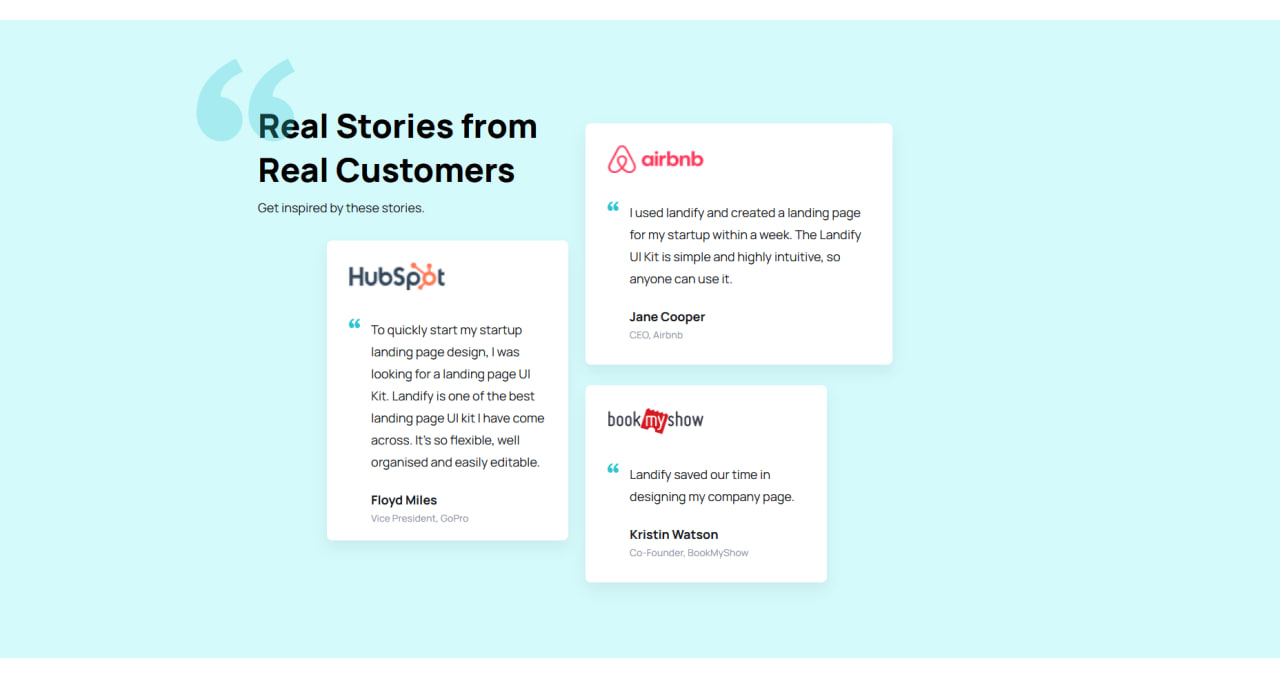 Real Stories from
Real Customers
Get inspired by these stories.
HubSpot
“ To quickly start my startup
landing page design, I was
looking for a landing page UI
Kit. Landify is one of the best
landing page UI kit I have come
across. It's so flexible, well
organised and easily editable.
Floyd Miles
Vice President, GoPro
airbnb
“ I used landify and created a landing page
for my startup within a week. The Landify
UI Kit is simple and highly intuitive, so
anyone can use it.
Jane Cooper
CEO, Airbnb
bookmyshow
“ Landify saved our time in
designing my company page.
Kristin Watson
Co-Founder, BookMyShow